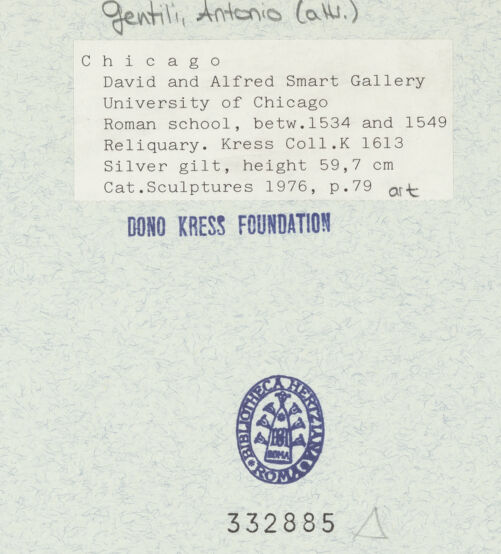 Gentili, Antonio (attr.)
Chicago
David and Alfred Smart Gallery
University of Chicago
Roman school, betw.1534 and 1549
Reliquary. Kress Coll.K 1613
Silver gilt, height 59,7 cm
Cat.Sculptures 1976, p.79 art
DONO KRESS FOUNDATION
BIBLIOTHECA HERTZIANA
ROMA
ROMA
332885